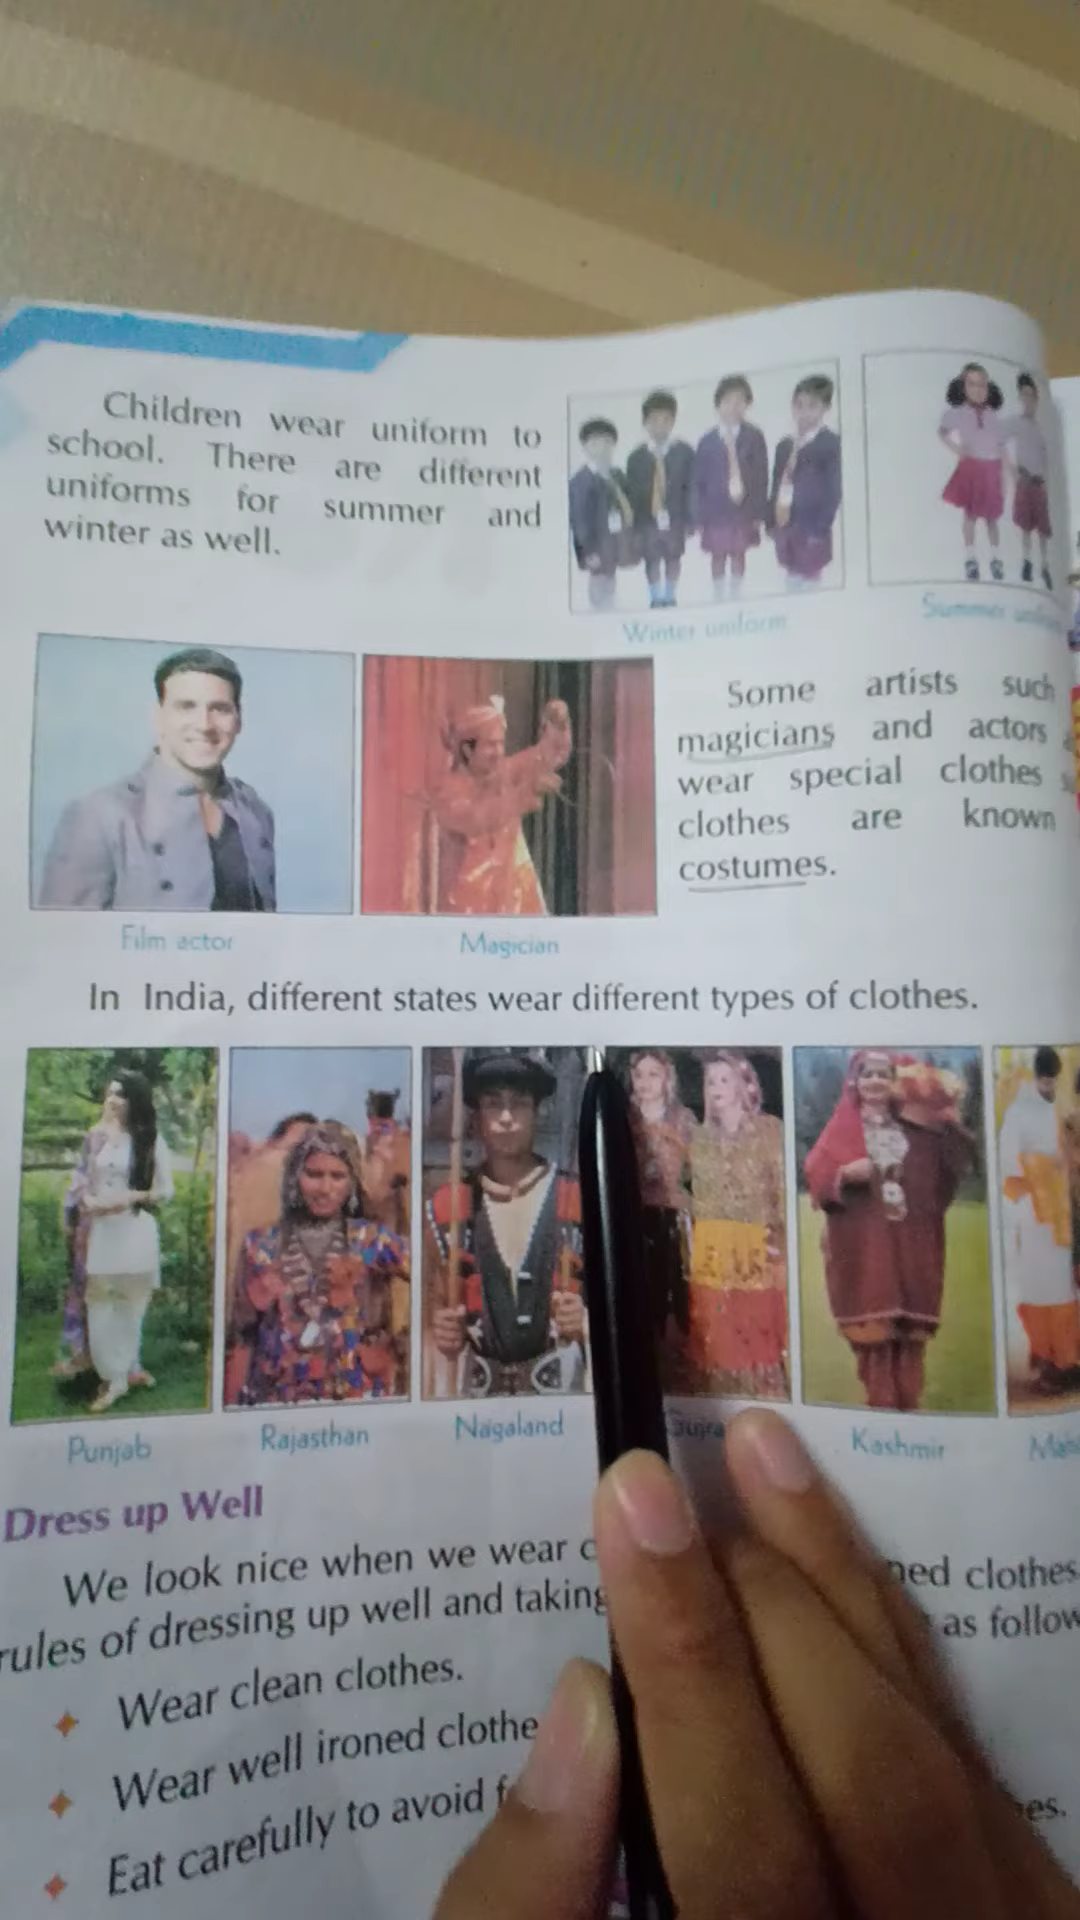 Children wear uniform to
school. There are different
uniforms for summer and
winter as well.
Winter uniform
Summer
Some artists such
magicians and actors
wear special clothes
clothes are known
costumes.
Film actor
Magician
In India, different states wear different types of clothes.
Punjab
Rajasthan
Nagaland
Kashmir
Dress up Well
We look nice when we wear clothes
rules of dressing up well and taking as
Wear clean clothes.
Wear well ironed
Eat carefully to avoid